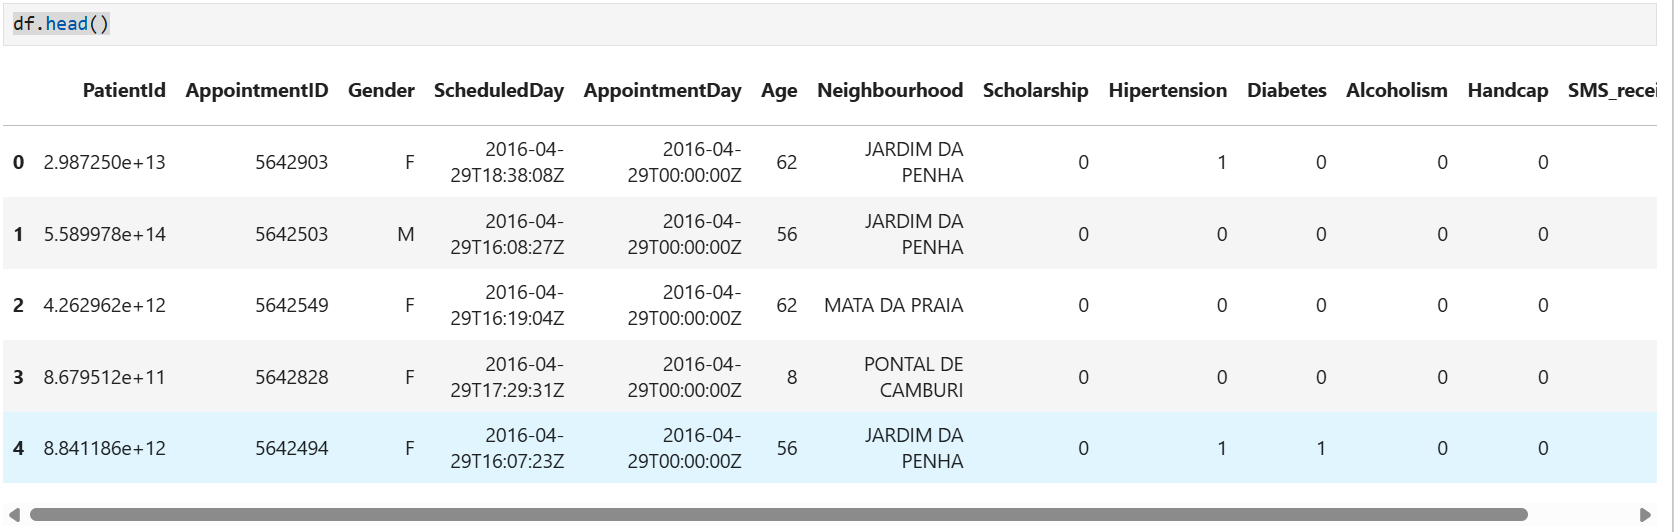 df.head()
PatientId AppointmentID Gender ScheduledDay AppointmentDay Age Neighbourhood Scholarship Hipertension Diabetes Alcoholism Handcap SMS_recei
0 2.987250e+13 5642903 F 2016-04-29T18:38:08Z 2016-04-29T00:00:00Z 62 JARDIM DA PENHA 0 1 0 0 0
1 5.589978e+14 5642503 M 2016-04-29T16:08:27Z 2016-04-29T00:00:00Z 56 JARDIM DA PENHA 0 0 0 0 0
2 4.262962e+12 5642549 F 2016-04-29T16:19:04Z 2016-04-29T00:00:00Z 62 MATA DA PRAIA 0 0 0 0 0
3 8.679512e+11 5642828 F 2016-04-29T17:29:31Z 2016-04-29T00:00:00Z 8 PONTAL DE CAMBURI 0 0 0 0 0
4 8.841186e+12 5642494 F 2016-04-29T16:07:23Z 2016-04-29T00:00:00Z 56 JARDIM DA PENHA 0 1 1 0 0